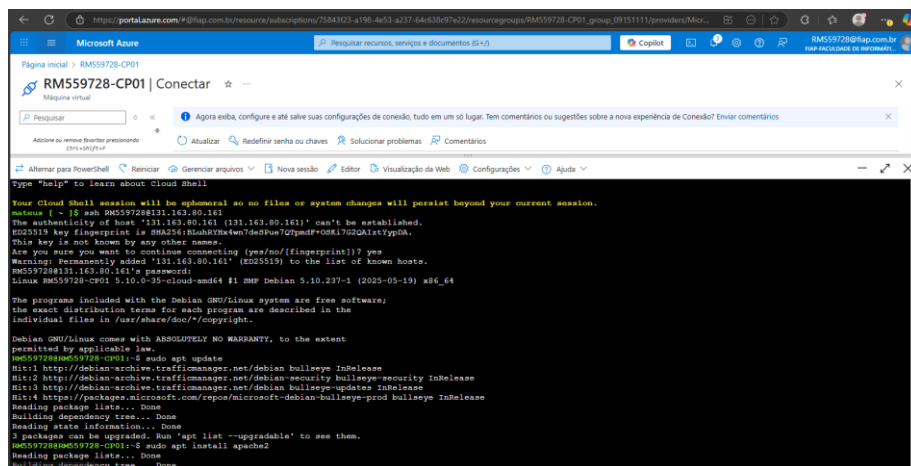 https://portal.azure.com/#@fiap.com.br/resource/subscriptions/75843f23-a198-4e53-a237-64c638c97e22/resourcegroups/RM559728-CP01_group_09151111/providers/Micr...
Microsoft Azure
Pesquisar recursos, serviços e documentos (G+/)
Copilot
RM559728@fiap.com.br
FIAP-FACULDADE DE INFORMÁTI...
Página inicial > RM559728-CP01
RM559728-CP01 | Conectar
Máquina virtual
Pesquisar
Agora exiba, configure e até salve suas configurações de conexão, tudo em um só lugar. Tem comentários ou sugestões sobre a nova experiência de Conexão? Enviar comentários
Adicione ou remova favoritos pressionando
Ctrl+Shift+F
Atualizar Redefinir senha ou chaves Solucionar problemas Comentários
Alternar para PowerShell Reiniciar Gerenciar arquivos Nova sessão Editor Visualização da Web Configurações Ajuda
Type "help" to learn about Cloud Shell
Your Cloud Shell session will be ephemeral so no files or system changes will persist beyond your current session.
mateus [ ~ ]$ ssh RM559728@131.163.80.161
The authenticity of host '131.163.80.161 (131.163.80.161)' can't be established.
ED25519 key fingerprint is
This key is not known by any other names.
Are you sure you want to continue connecting (yes/no/[fingerprint])? yes
Warning: Permanently added '131.163.80.161' (ED25519) to the list of known hosts.
RM559728@131.163.80.161's password:
Linux RM559728-CP01 5.10.0-35-cloud-amd64 #1 SMP Debian 5.10.237-1 (2025-05-19) x86_64
The programs included with the Debian GNU/Linux system are free software;
the exact distribution terms for each program are described in the
individual files in /usr/share/doc/*/copyright.
Debian GNU/Linux comes with ABSOLUTELY NO WARRANTY, to the extent
permitted by applicable law.
RM559728@RM559728-CP01:~$ sudo apt update
Hit:1 http://debian-archive.trafficmanager.net/debian bullseye InRelease
Hit:2 http://debian-archive.trafficmanager.net/debian-security bullseye-security InRelease
Hit:3 http://debian-archive.trafficmanager.net/debian bullseye-updates InRelease
Hit:4 https://packages.microsoft.com/repos/microsoft-debian-bullseye-prod bullseye InRelease
Reading package lists... Done
Building dependency tree... Done
Reading state information... Done
3 packages can be upgraded. Run 'apt list --upgradable' to see them.
RM559728@RM559728-CP01:~$ sudo apt install apache2
Reading package lists... Done
Building dependency tree... Done